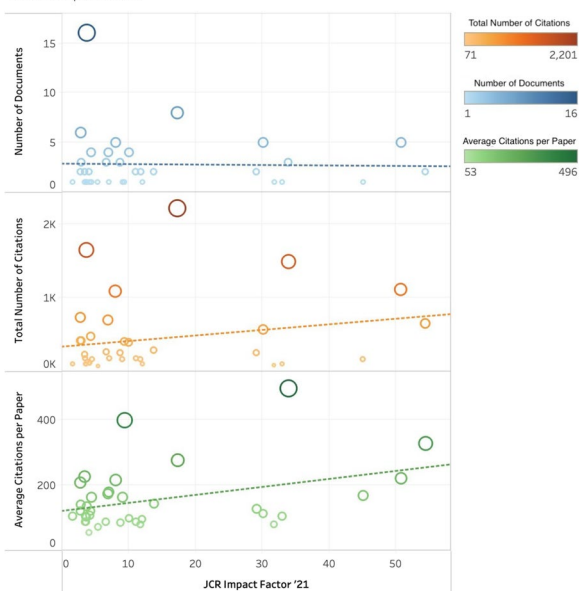 Number of Documents
15
10
5
0
Total Number of Citations
2K
1K
0K
Average Citations per Paper
400
200
0
0
10
20
30
40
50
JCR Impact Factor '21
Total Number of Citations
71 2,201
Number of Documents
1 16
Average Citations per Paper
53 496